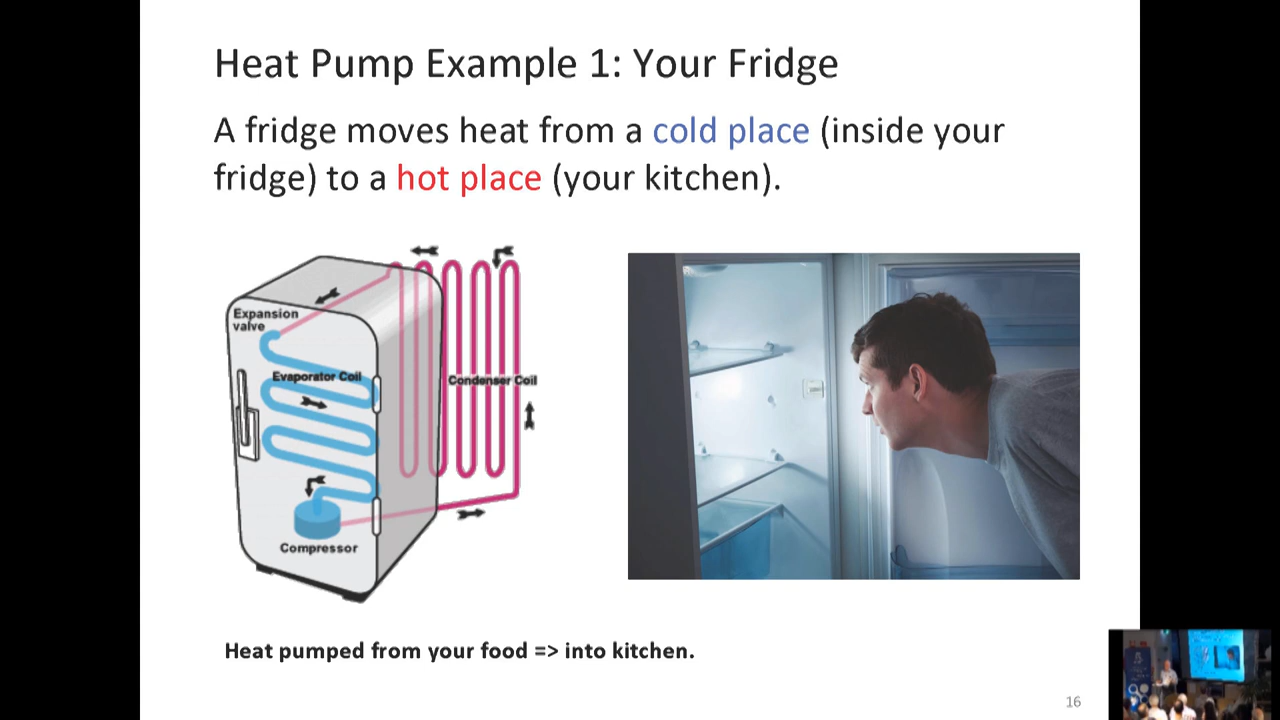 Heat Pump Example 1: Your Fridge
A fridge moves heat from a cold place (inside your
fridge) to a hot place (your kitchen).
Expansion
valve
Evaporator Coil
Condenser Coil
Compressor
Heat pumped from your food => into kitchen.
16